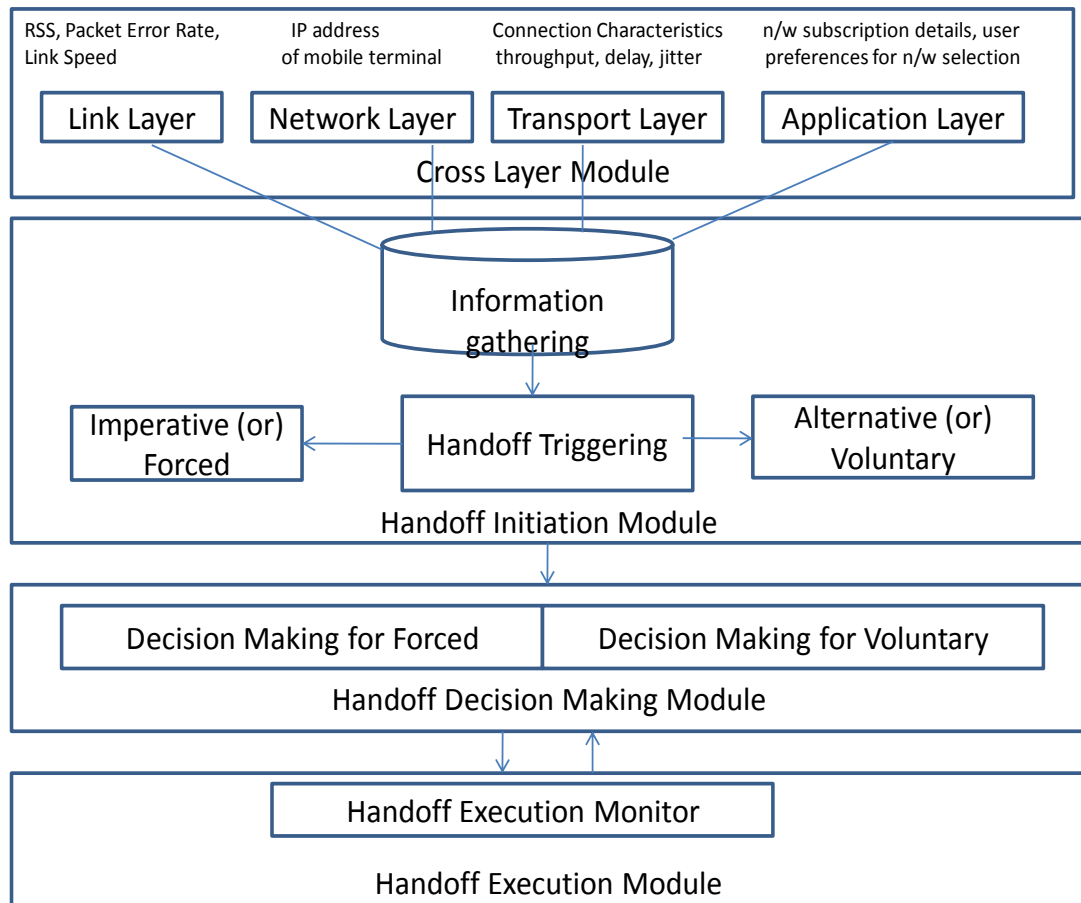 RSS, Packet Error Rate,
Link Speed
IP address
of mobile terminal
Connection Characteristics
throughput, delay, jitter
n/w subscription details, user
preferences for n/w selection
Link Layer
Network Layer
Transport Layer
Application Layer
Cross Layer Module
Information
gathering
Imperative (or)
Forced
Handoff Triggering
Alternative (or)
Voluntary
Handoff Initiation Module
Decision Making for Forced
Decision Making for Voluntary
Handoff Decision Making Module
Handoff Execution Monitor
Handoff Execution Module